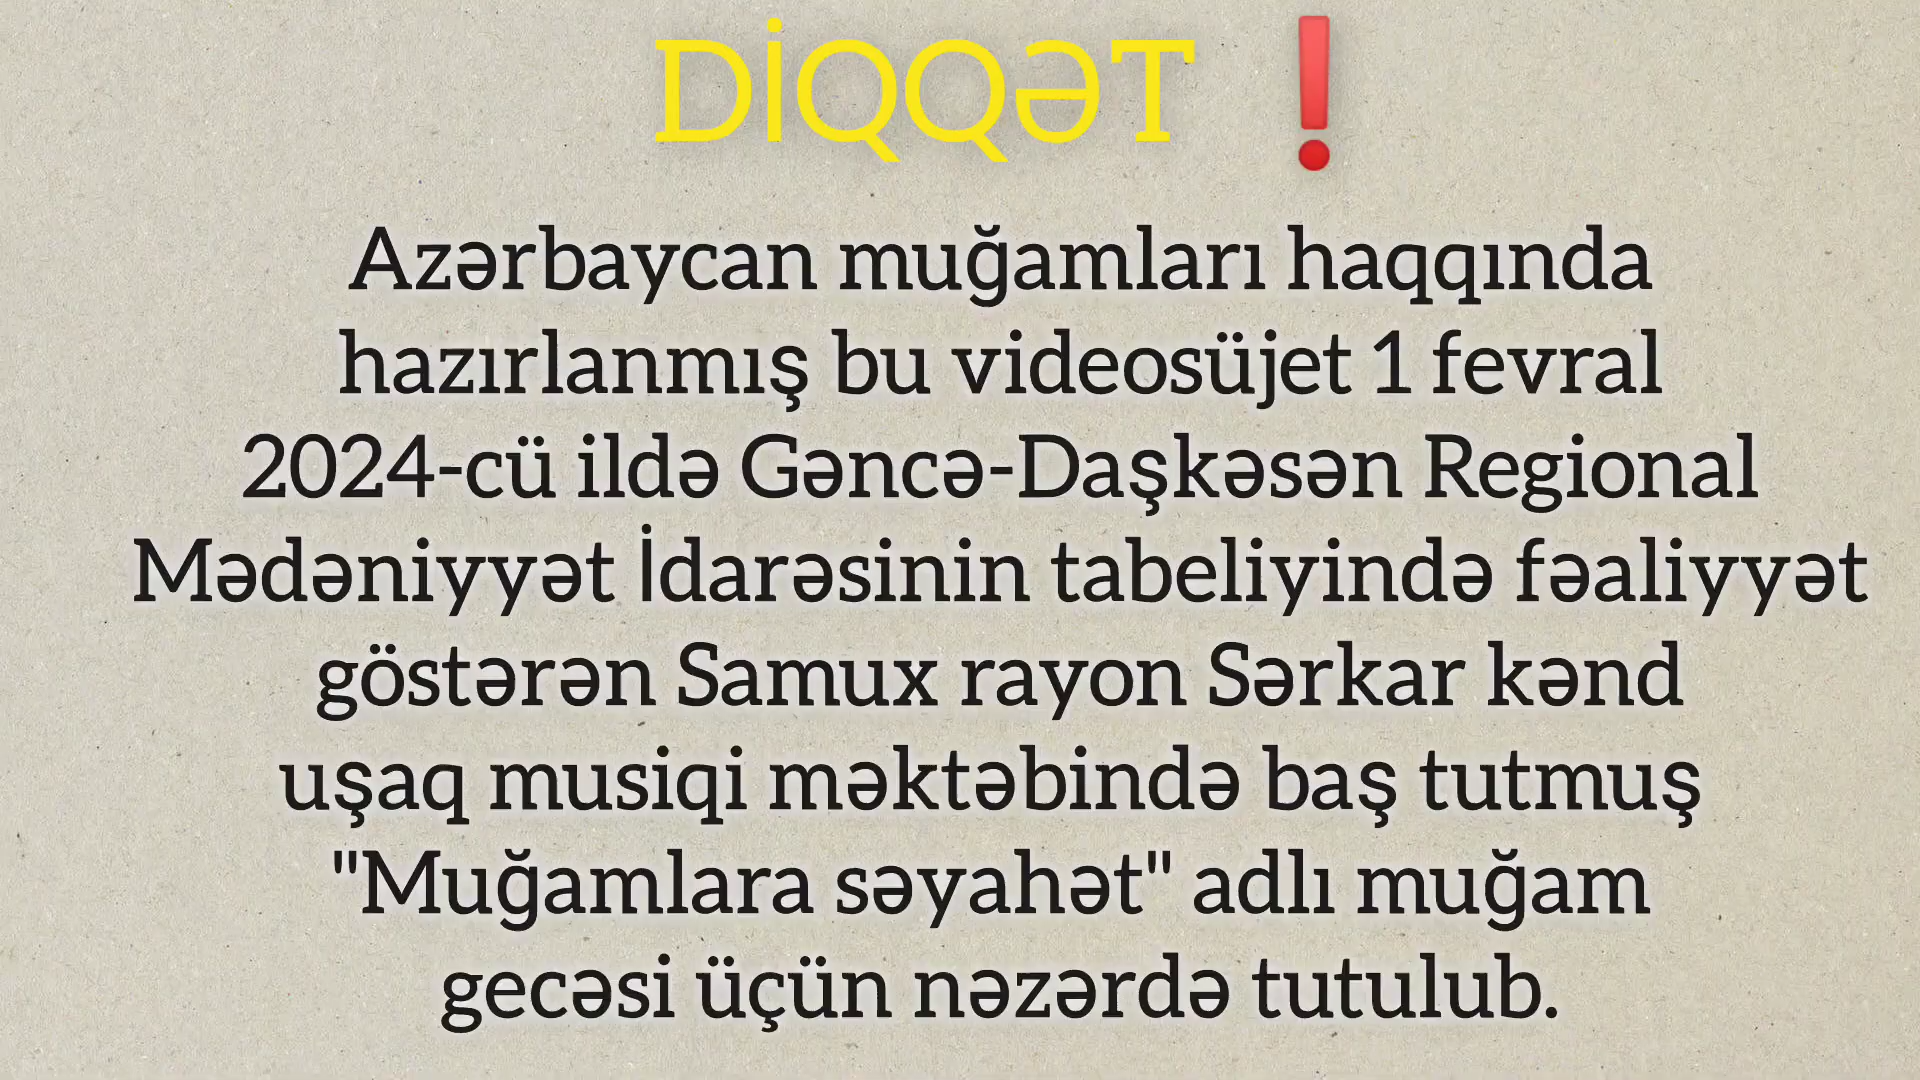 DİQQƏT ❗
Azərbaycan muğamları haqqında
hazırlanmış bu videosüjet 1 fevral
2024-cü ildə Gəncə-Daşkəsən Regional
Mədəniyyət İdarəsinin tabeliyində fəaliyyət
göstərən Samux rayon Sərkar kənd
uşaq musiqi məktəbində baş tutmuş
"Muğamlara səyahət" adlı muğam
gecəsi üçün nəzərdə tutulub.